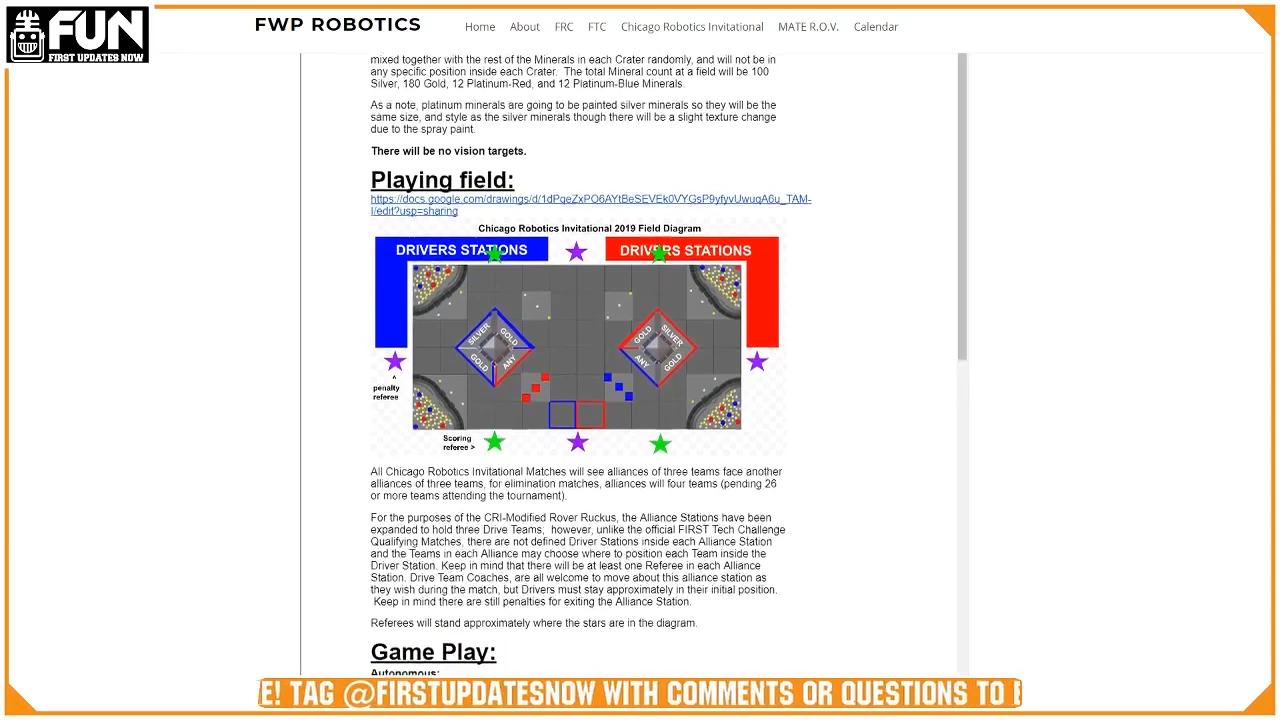 FUN
FIRST UPDATES NOW
FWP ROBOTICS
Home About FRC FTC Chicago Robotics Invitational MATE R.O.V. Calendar
mixed together with the rest of the Minerals in each Crater randomly, and will not be in
any specific position inside each Crater. The total Mineral count at a field will be 100
Silver, 180 Gold, 12 Platinum-Red, and 12 Platinum-Blue Minerals.
As a note, platinum minerals are going to be painted silver minerals so they will be the
same size, and style as the silver minerals though there will be a slight texture change
due to the spray paint.
There will be no vision targets.
Playing field:
https://docs.google.com/drawings/d/1dPqeZxPO6AYtBeSEVEk0VYGsP9yfyvUwuqA6u_TAM-
I/edit?usp=sharing
Chicago Robotics Invitational 2019 Field Diagram
DRIVERS STATIONS DRIVERS STATIONS
SILVER GOLD GOLD SILVER
GOLD ANY ANY GOLD
^
penalty
referee
Scoring
referee >
All Chicago Robotics Invitational Matches will see alliances of three teams face another
alliances of three teams, for elimination matches, alliances will four teams (pending 26
or more teams attending the tournament).
For the purposes of the CRI-Modified Rover Ruckus, the Alliance Stations have been
expanded to hold three Drive Teams; however, unlike the official FIRST Tech Challenge
Qualifying Matches, there are not defined Driver Stations inside each Alliance Station
and the Teams in each Alliance may choose where to position each Team inside the
Driver Station. Keep in mind that there will be at least one Referee in each Alliance
Station. Drive Team Coaches, are all welcome to move about this alliance station as
they wish during the match, but Drivers must stay approximately in their initial position.
Keep in mind there are still penalties for exiting the Alliance Station.
Referees will stand approximately where the stars are in the diagram.
Game Play:
Autonomous:
E! TAG @FIRSTUPDATESNOW WITH COMMENTS OR QUESTIONS TO